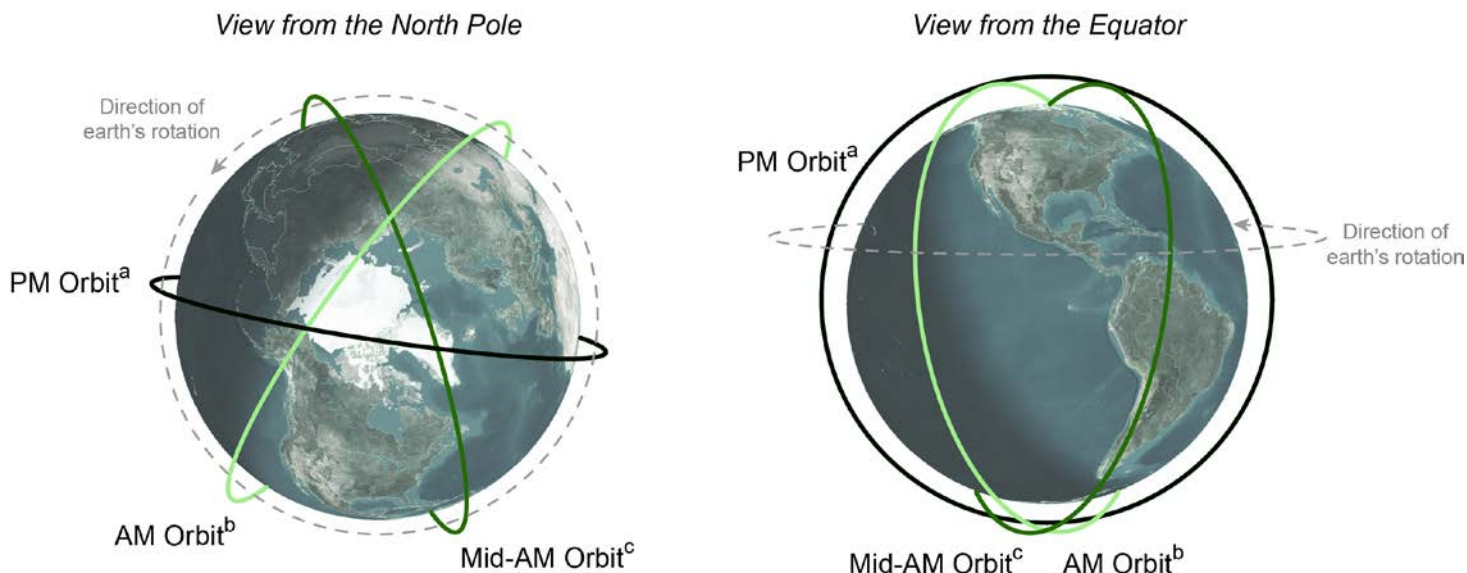 View from the North Pole
Direction of
earth's rotation
PM Orbitᵃ
AM Orbitᵇ
Mid-AM Orbitᶜ
View from the Equator
PM Orbitᵃ
Direction of
earth's rotation
Mid-AM Orbitᶜ
AM Orbitᵇ